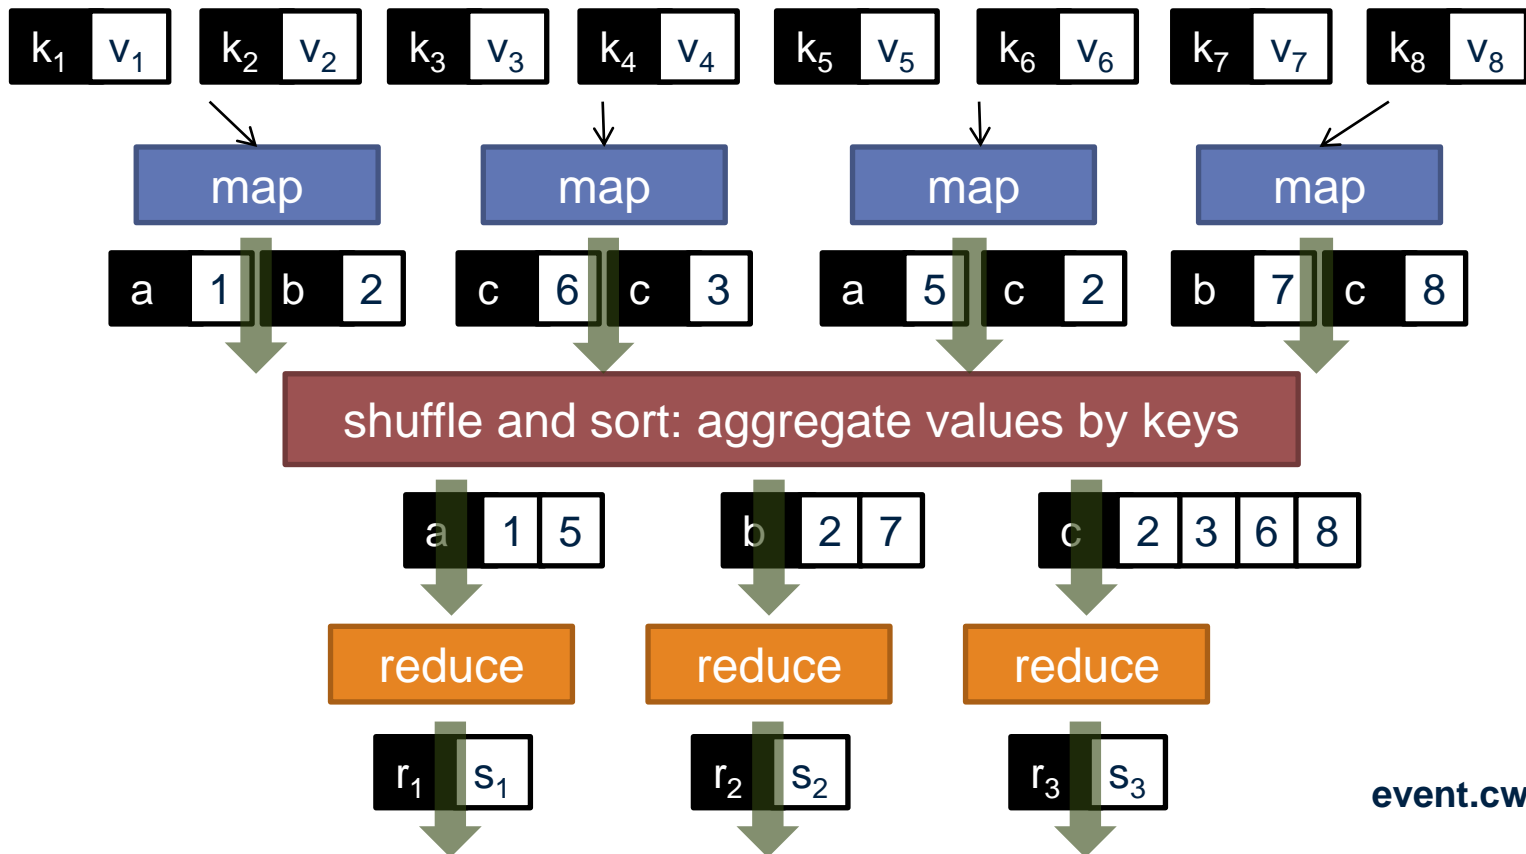 k₁ v₁ k₂ v₂ k₃ v₃ k₄ v₄ k₅ v₅ k₆ v₆ k₇ v₇ k₈ v₈
map map map map
a 1 b 2 c 6 c 3 a 5 c 2 b 7 c 8
shuffle and sort: aggregate values by keys
a 1 5 b 2 7 c 2 3 6 8
reduce reduce reduce
r₁ s₁ r₂ s₂ r₃ s₃
event.cw